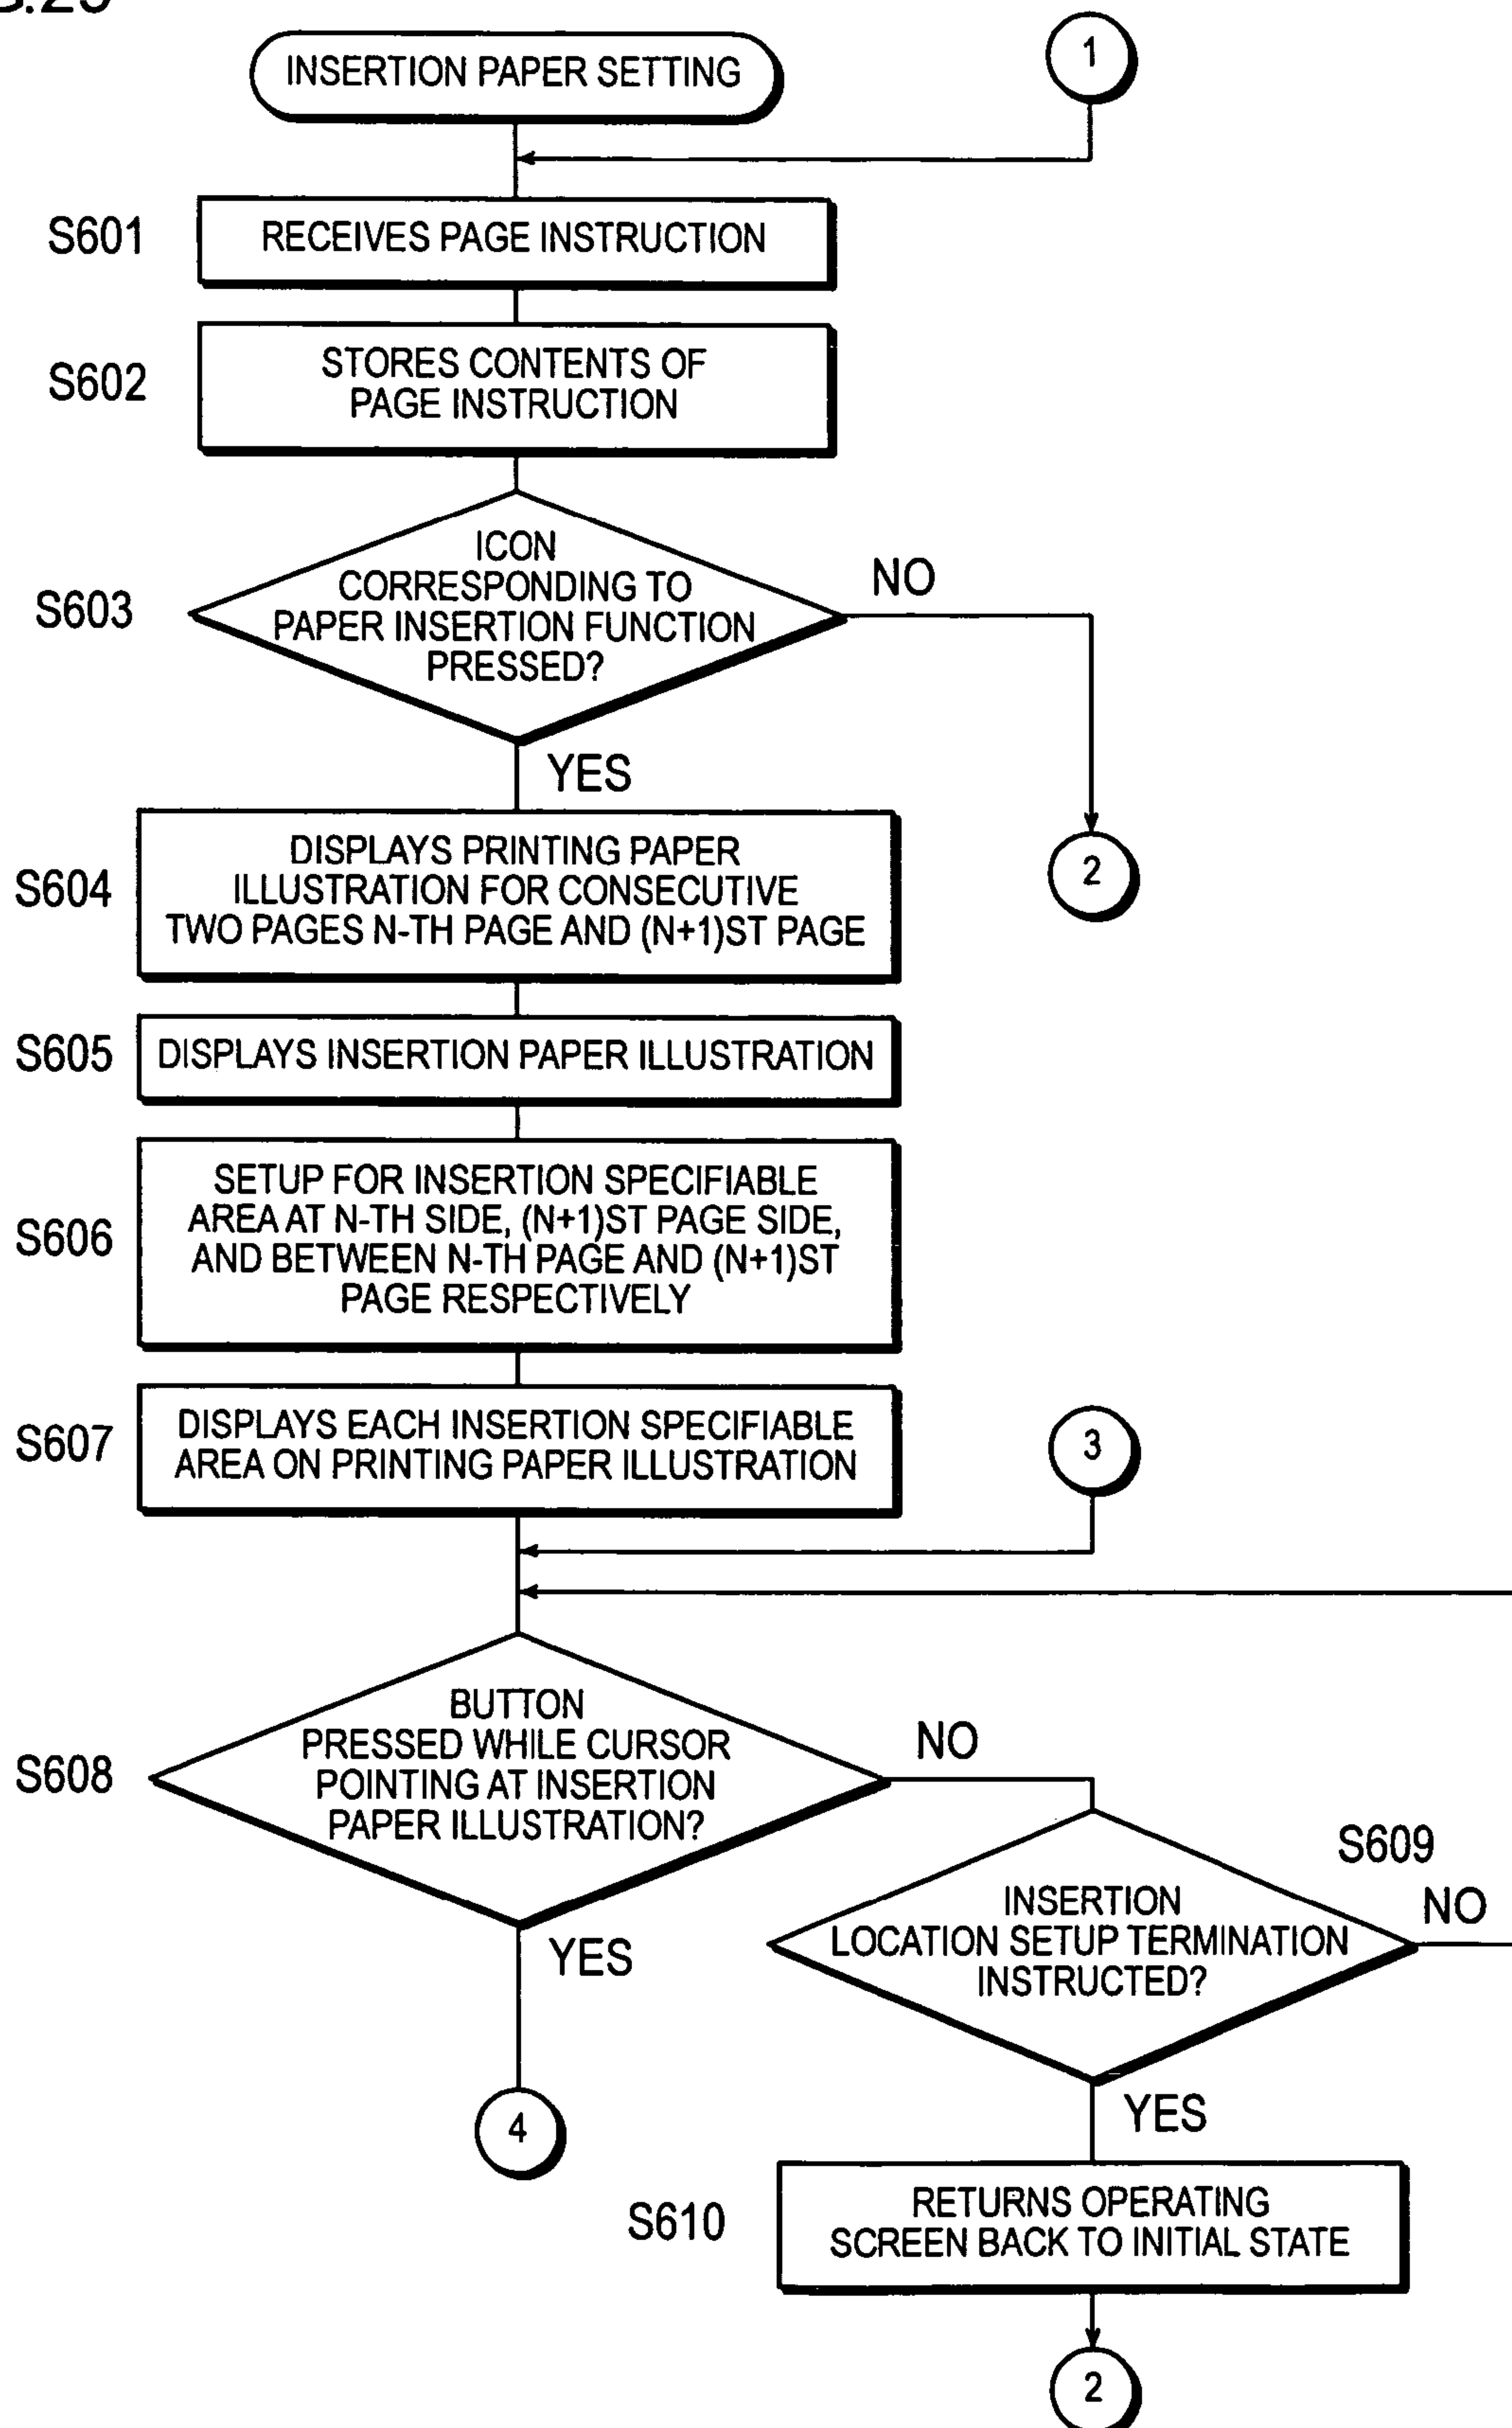 INSERTION PAPER SETTING
1
S601
RECEIVES PAGE INSTRUCTION
S602
STORES CONTENTS OF
PAGE INSTRUCTION
S603
ICON
CORRESPONDING TO
PAPER INSERTION FUNCTION
PRESSED?
NO
YES
2
S604
DISPLAYS PRINTING PAPER
ILLUSTRATION FOR CONSECUTIVE
TWO PAGES N-TH PAGE AND (N+1)ST PAGE
S605
DISPLAYS INSERTION PAPER ILLUSTRATION
S606
SETUP FOR INSERTION SPECIFIABLE
AREA AT N-TH SIDE, (N+1)ST PAGE SIDE,
AND BETWEEN N-TH PAGE AND (N+1)ST
PAGE RESPECTIVELY
S607
DISPLAYS EACH INSERTION SPECIFIABLE
AREA ON PRINTING PAPER ILLUSTRATION
3
S608
BUTTON
PRESSED WHILE CURSOR
POINTING AT INSERTION
PAPER ILLUSTRATION?
NO
YES
4
S609
INSERTION
LOCATION SETUP TERMINATION
INSTRUCTED?
NO
YES
S610
RETURNS OPERATING
SCREEN BACK TO INITIAL STATE
2